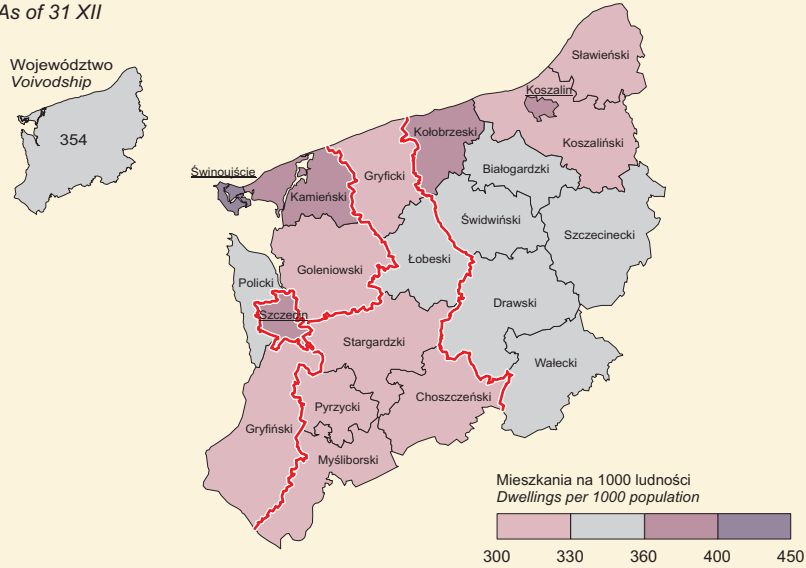 As of 31 XII
Województwo
Voivodship
354
Sławieński
Koszalin
Koszaliński
Kołobrzeski
Białogardzki
Świnoujście
Kamieński
Gryficki
Świdwiński
Szczecinecki
Łobeski
Goleniowski
Policki
Szczecin
Drawski
Stargardzki
Wałecki
Choszczeński
Pyrzycki
Gryfiński
Myśliborski
Mieszkania na 1000 ludności
Dwellings per 1000 population
300 330 360 400 450